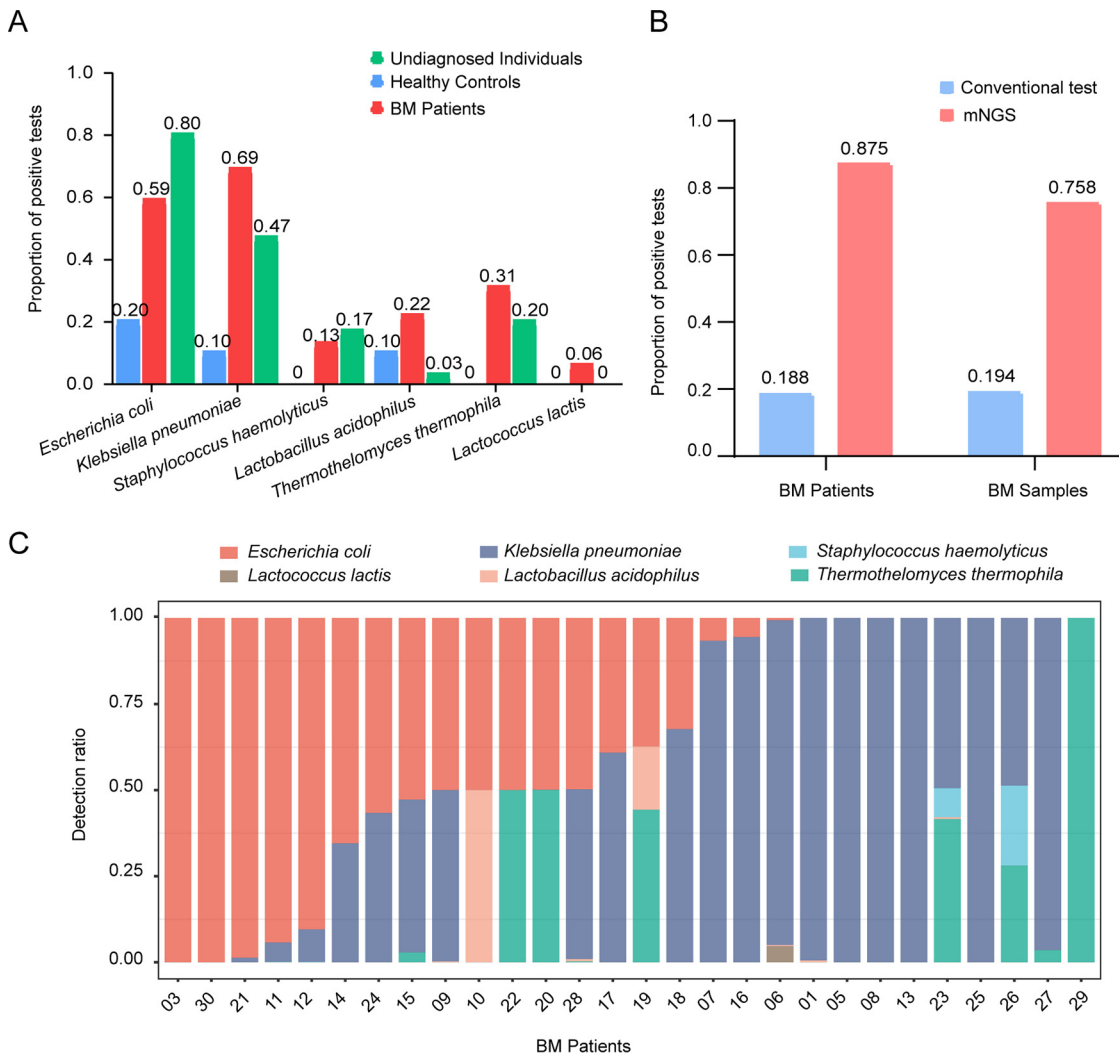 A
Undiagnosed Individuals
Healthy Controls
BM Patients
Proportion of positive tests
1.0
0.8
0.6
0.4
0.2
0.0
0.20
0.59
0.80
0.10
0.69
0.47
0
0.13
0.17
0.10
0.22
0.03
0
0.31
0.20
0
0.06
0
Escherichia coli
Klebsiella pneumoniae
Staphylococcus haemolyticus
Lactobacillus acidophilus
Thermothelomyces thermophila
Lactococcus lactis
B
Conventional test
mNGS
Proportion of positive tests
1.0
0.8
0.6
0.4
0.2
0.0
0.188
0.875
0.194
0.758
BM Patients
BM Samples
C
Escherichia coli
Klebsiella pneumoniae
Staphylococcus haemolyticus
Lactococcus lactis
Lactobacillus acidophilus
Thermothelomyces thermophila
Detection ratio
1.00
0.75
0.50
0.25
0.00
03 30 21 11 12 14 24 15 09 10 22 20 28 17 19 18 07 16 06 01 05 08 13 23 25 26 27 29
BM Patients